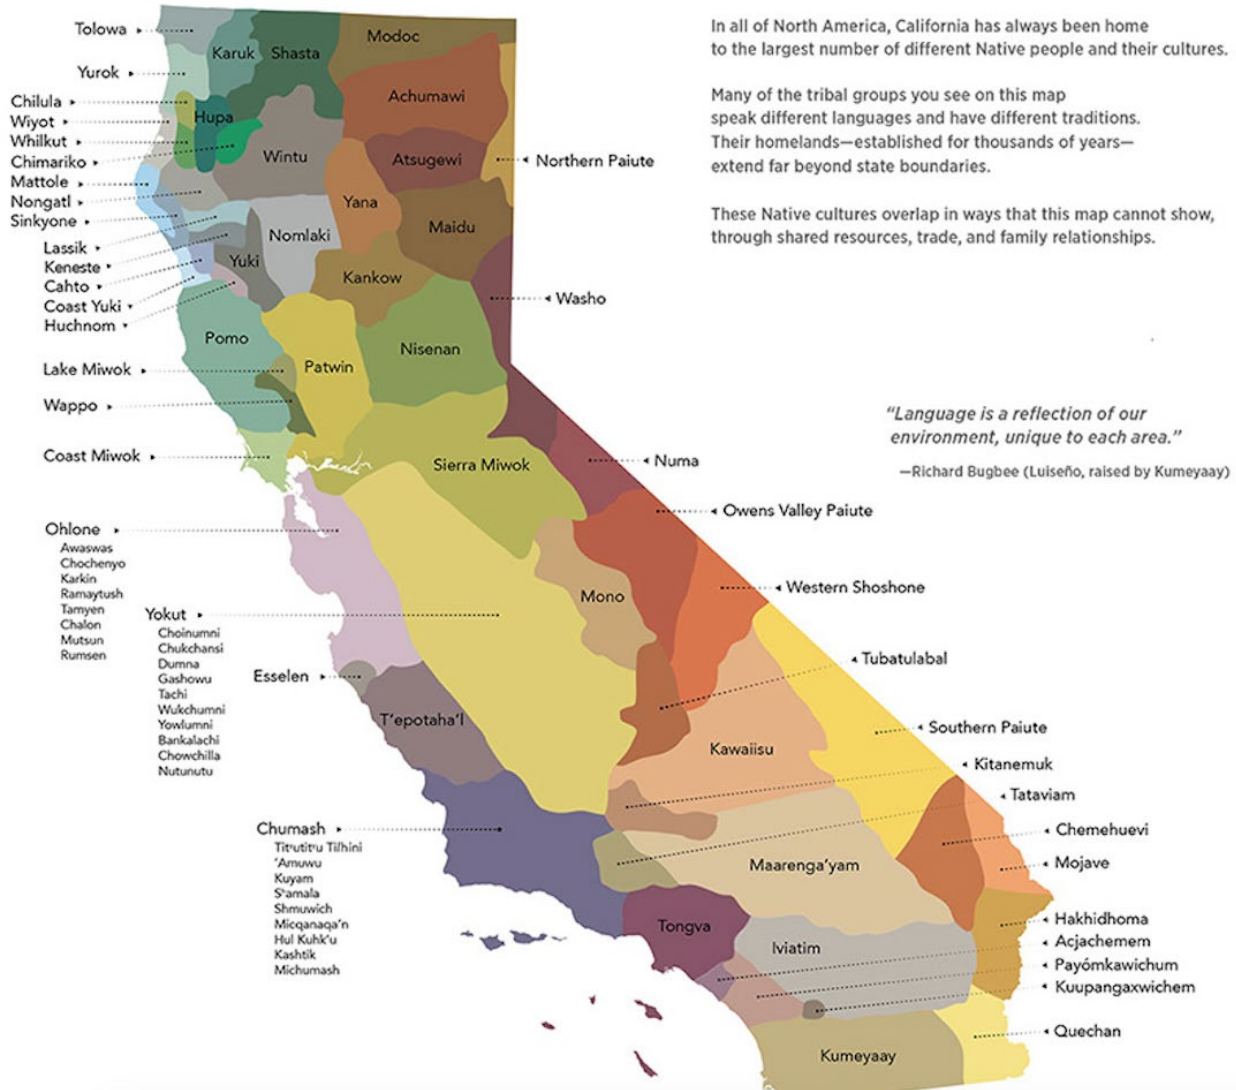 In all of North America, California has always been home
to the largest number of different Native people and their cultures.
Many of the tribal groups you see on this map
speak different languages and have different traditions.
Their homelands—established for thousands of years—
extend far beyond state boundaries.
These Native cultures overlap in ways that this map cannot show,
through shared resources, trade, and family relationships.
“Language is a reflection of our
environment, unique to each area.”
—Richard Bugbee (Luiseño, raised by Kumeyaay)
Tolowa
Yurok
Chilula
Wiyot
Whilkut
Chimariko
Mattole
Nongatl
Sinkyone
Lassik
Keneste
Cahto
Coast Yuki
Huchnom
Lake Miwok
Wappo
Coast Miwok
Ohlone
Awaswas
Chochenyo
Karkin
Ramaytush
Tamyen
Chalon
Mutsun
Rumsen
Yokut
Choinumni
Chukchansi
Dumna
Gashowu
Tachi
Wukchumni
Yowlumni
Bankalachi
Chowchilla
Nutunutu
Esselen
Chumash
'Amuwu
Kuyam
Sʰamala
Shmuwich
Micqanaqa'n
Hul Kuhk'u
Kashtik
Michumash
Karuk
Shasta
Modoc
Hupa
Achumawi
Wintu
Atsugewi
Yana
Maidu
Nomlaki
Yuki
Kankow
Pomo
Patwin
Nisenan
Sierra Miwok
Mono
T'epotaha'l
Kawaiisu
Maarenga'yam
Tongva
Iviatim
Kumeyaay
Northern Paiute
Washo
Numa
Owens Valley Paiute
Western Shoshone
Tubatulabal
Southern Paiute
Kitanemuk
Tataviam
Chemehuevi
Mojave
Hakhidhoma
Acjachemem
Payómkawichum
Kuupangaxwichem
Quechan